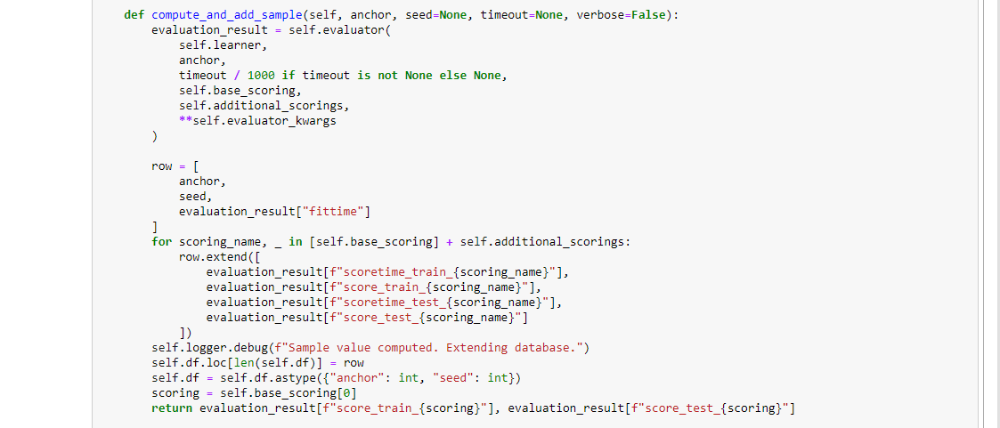 def compute_and_add_sample(self, anchor, seed=None, timeout=None, verbose=False):
    evaluation_result = self.evaluator(
        self.learner,
        anchor,
        timeout / 1000 if timeout is not None else None,
        self.base_scoring,
        self.additional_scorings,
        **self.evaluator_kwargs
    )

    row = [
        anchor,
        seed,
        evaluation_result["fittime"]
    ]
    for scoring_name, _ in [self.base_scoring] + self.additional_scorings:
        row.extend([
            evaluation_result[f"scoretime_train_{scoring_name}"],
            evaluation_result[f"score_train_{scoring_name}"],
            evaluation_result[f"scoretime_test_{scoring_name}"],
            evaluation_result[f"score_test_{scoring_name}"]
        ])
    self.logger.debug(f"Sample value computed. Extending database.")
    self.df.loc[len(self.df)] = row
    self.df = self.df.astype({"anchor": int, "seed": int})
    scoring = self.base_scoring[0]
    return evaluation_result[f"score_train_{scoring}"], evaluation_result[f"score_test_{scoring}"]